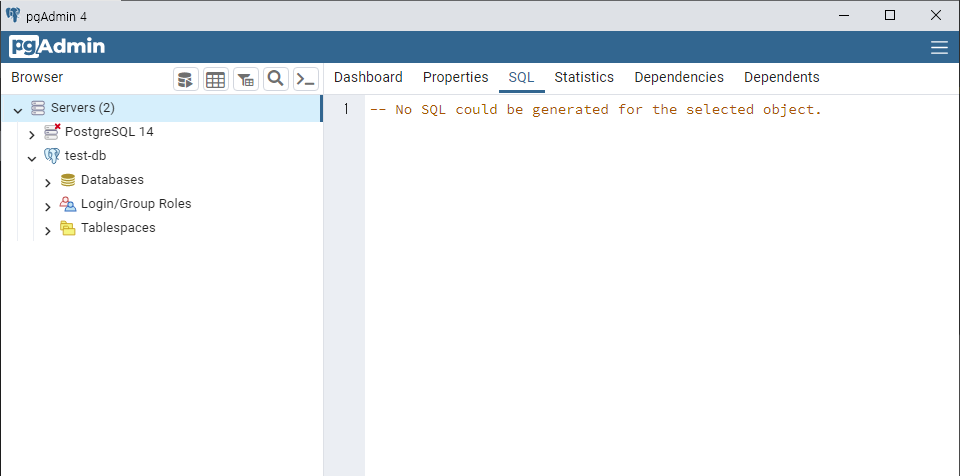 pgAdmin 4
pgAdmin
Browser
Dashboard Properties SQL Statistics Dependencies Dependents
Servers (2)
PostgreSQL 14
test-db
Databases
Login/Group Roles
Tablespaces
1 -- No SQL could be generated for the selected object.